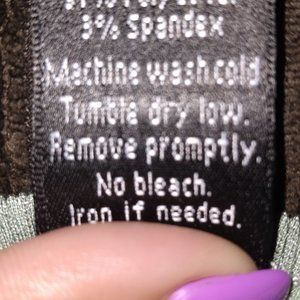 3% Spandex
Machine wash cold
Tumble dry low.
Remove promptly.
No bleach.
Iron if needed.